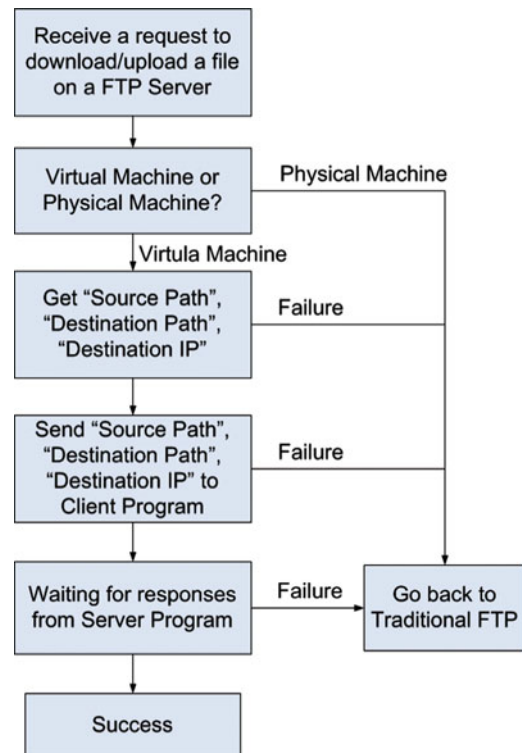 Receive a request to
download/upload a file
on a FTP Server
Virtual Machine or
Physical Machine?
Physical Machine
Virtula Machine
Get “Source Path”,
“Destination Path”,
“Destination IP”
Failure
Send “Source Path”,
“Destination Path”,
“Destination IP” to
Client Program
Failure
Waiting for responses
from Server Program
Failure
Go back to
Traditional FTP
Success